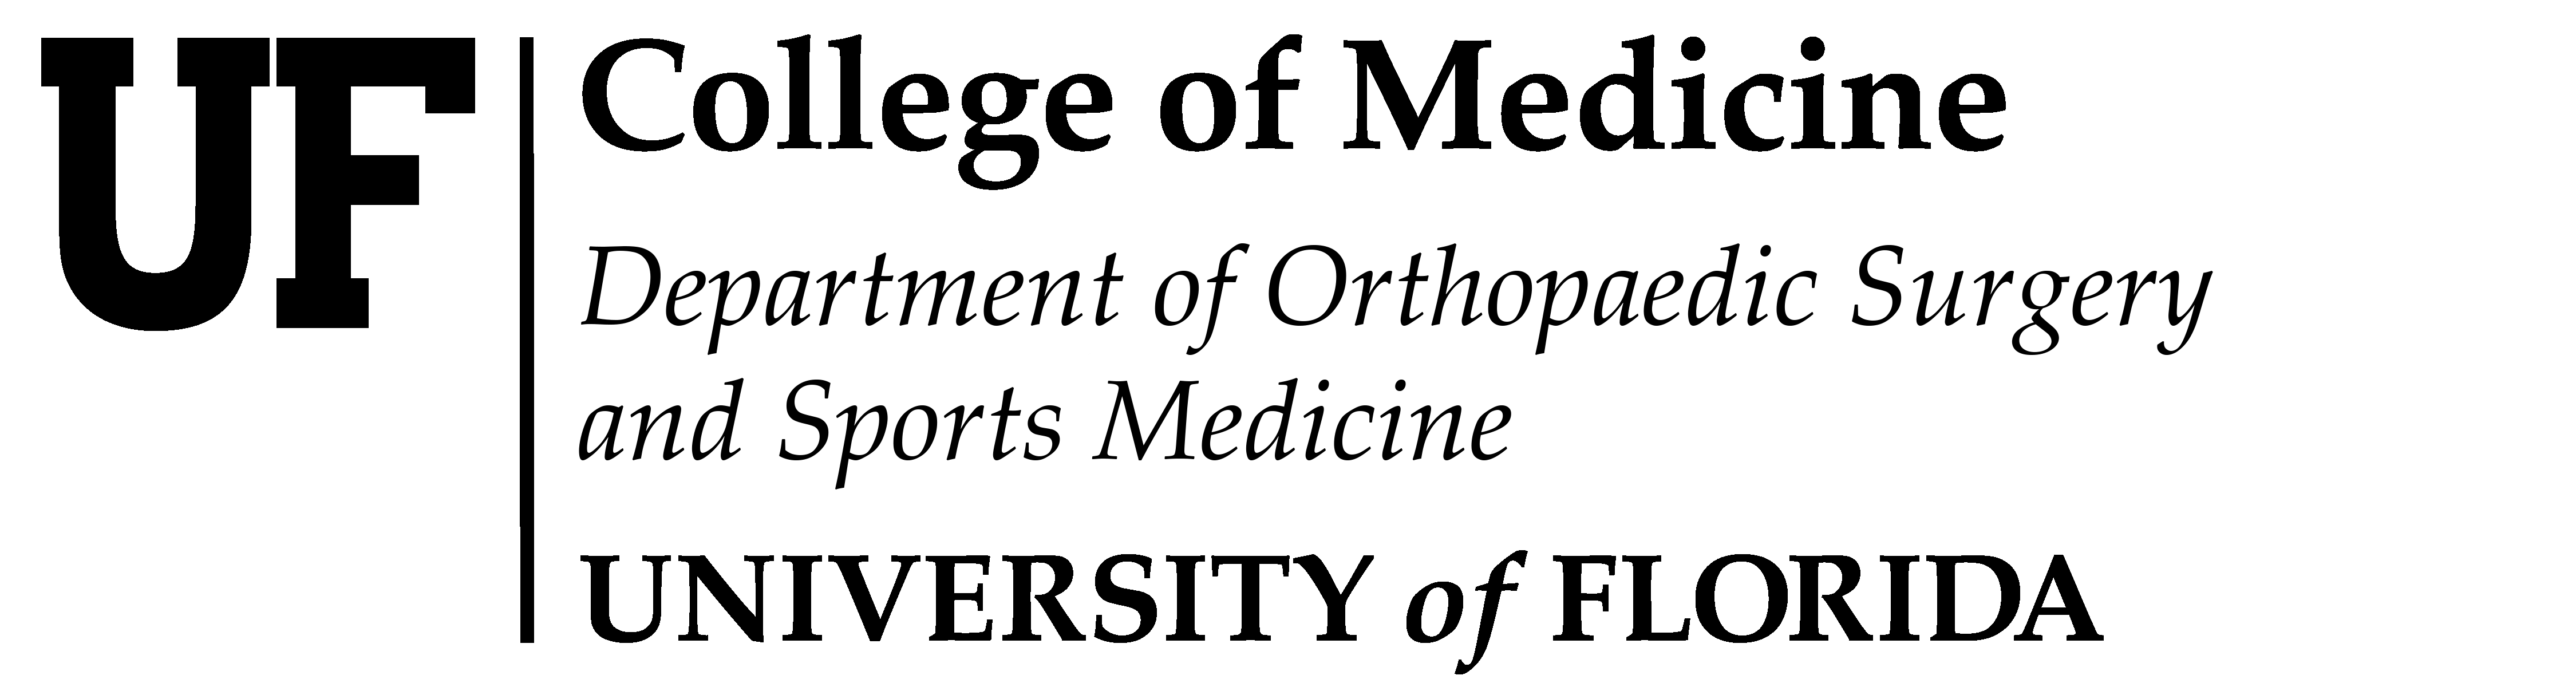 UF
College of Medicine
Department of Orthopaedic Surgery
and Sports Medicine
UNIVERSITY of FLORIDA